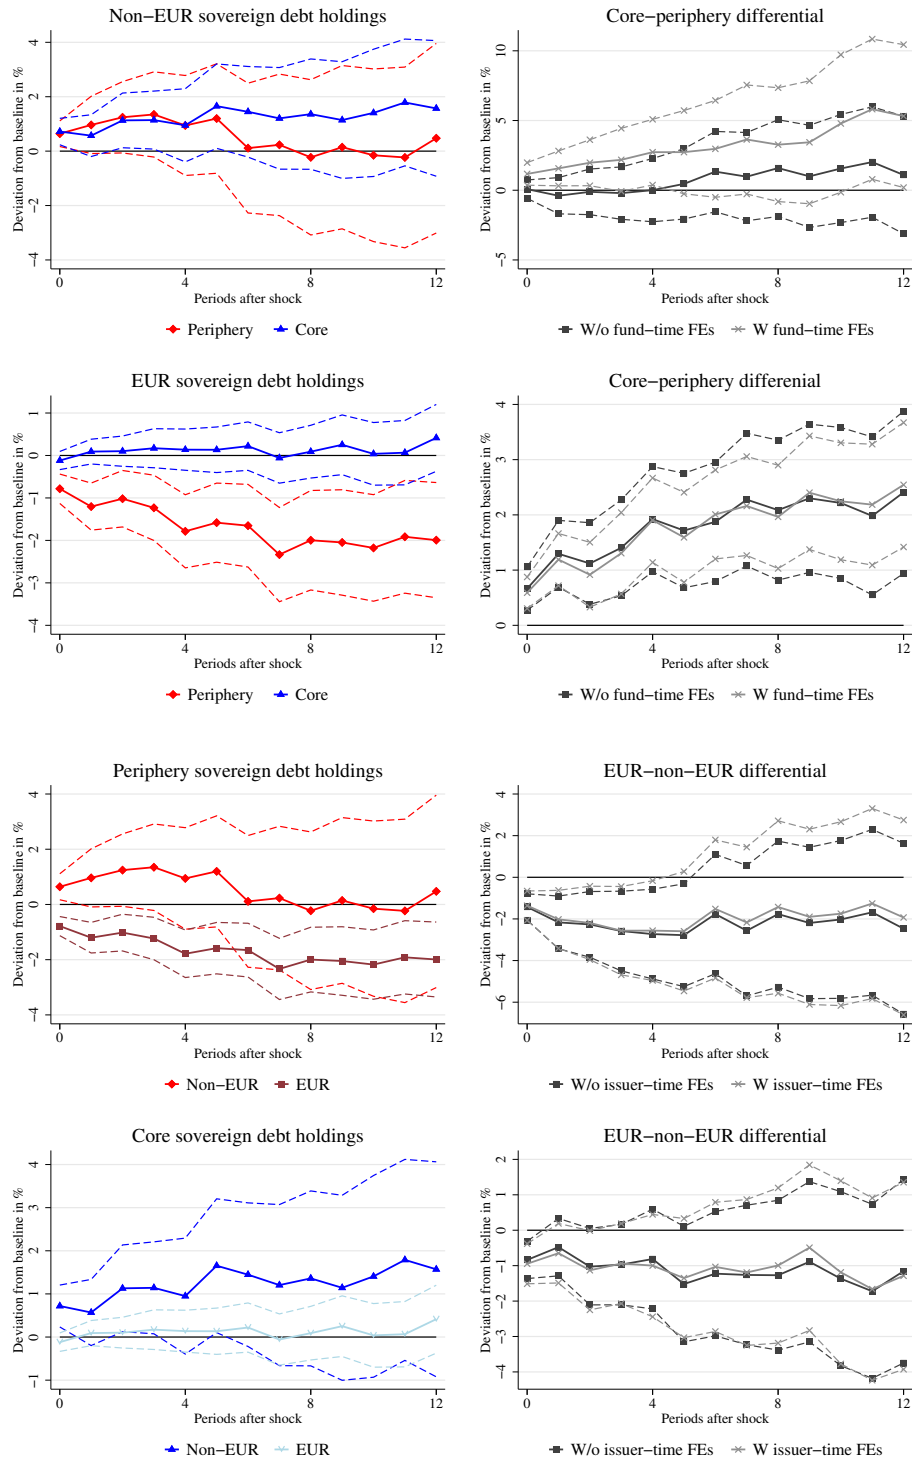 Non−EUR sovereign debt holdings
Deviation from baseline in %
4
2
0
−2
−4
0 4 8 12
Periods after shock
Periphery Core
Core−periphery differential
Deviation from baseline in %
10
5
0
−5
0 4 8 12
Periods after shock
W/o fund−time FEs W fund−time FEs
EUR sovereign debt holdings
Deviation from baseline in %
1
0
−1
−2
−3
−4
0 4 8 12
Periods after shock
Periphery Core
Core−periphery differenial
Deviation from baseline in %
4
3
2
1
0
0 4 8 12
Periods after shock
W/o fund−time FEs W fund−time FEs
Periphery sovereign debt holdings
Deviation from baseline in %
4
2
0
−2
−4
0 4 8 12
Periods after shock
Non−EUR EUR
EUR−non−EUR differential
Deviation from baseline in %
4
2
0
−2
−4
−6
0 4 8 12
Periods after shock
W/o issuer−time FEs W issuer−time FEs
Core sovereign debt holdings
Deviation from baseline in %
4
3
2
1
0
−1
0 4 8 12
Periods after shock
Non−EUR EUR
EUR−non−EUR differential
Deviation from baseline in %
2
1
0
−1
−2
−3
−4
0 4 8 12
Periods after shock
W/o issuer−time FEs W issuer−time FEs